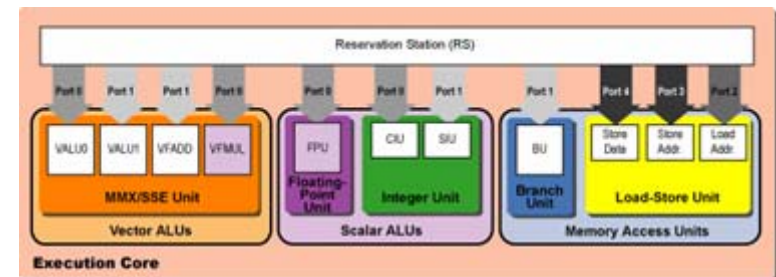 Reservation Station (RS)
Port 0 Port 1 Port 1 Port 0 Port 0 Port 0 Port 1 Port 1 Port 4 Port 3 Port 2
VALU0 VALU1 VFADD VFMUL FPU CIU SIU BU Store Data Store Addr. Load Addr.
MMX/SSE Unit
Floating-Point Unit
Integer Unit
Branch Unit
Load-Store Unit
Vector ALUs
Scalar ALUs
Memory Access Units
Execution Core